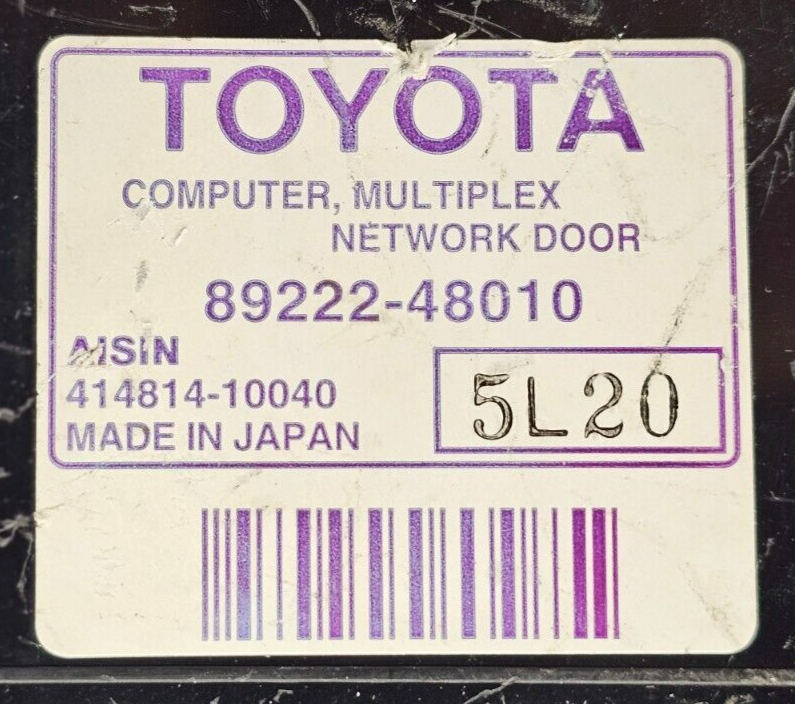 TOYOTA
COMPUTER, MULTIPLEX
NETWORK DOOR
89222-48010
AISIN
414814-10040
MADE IN JAPAN
5L20